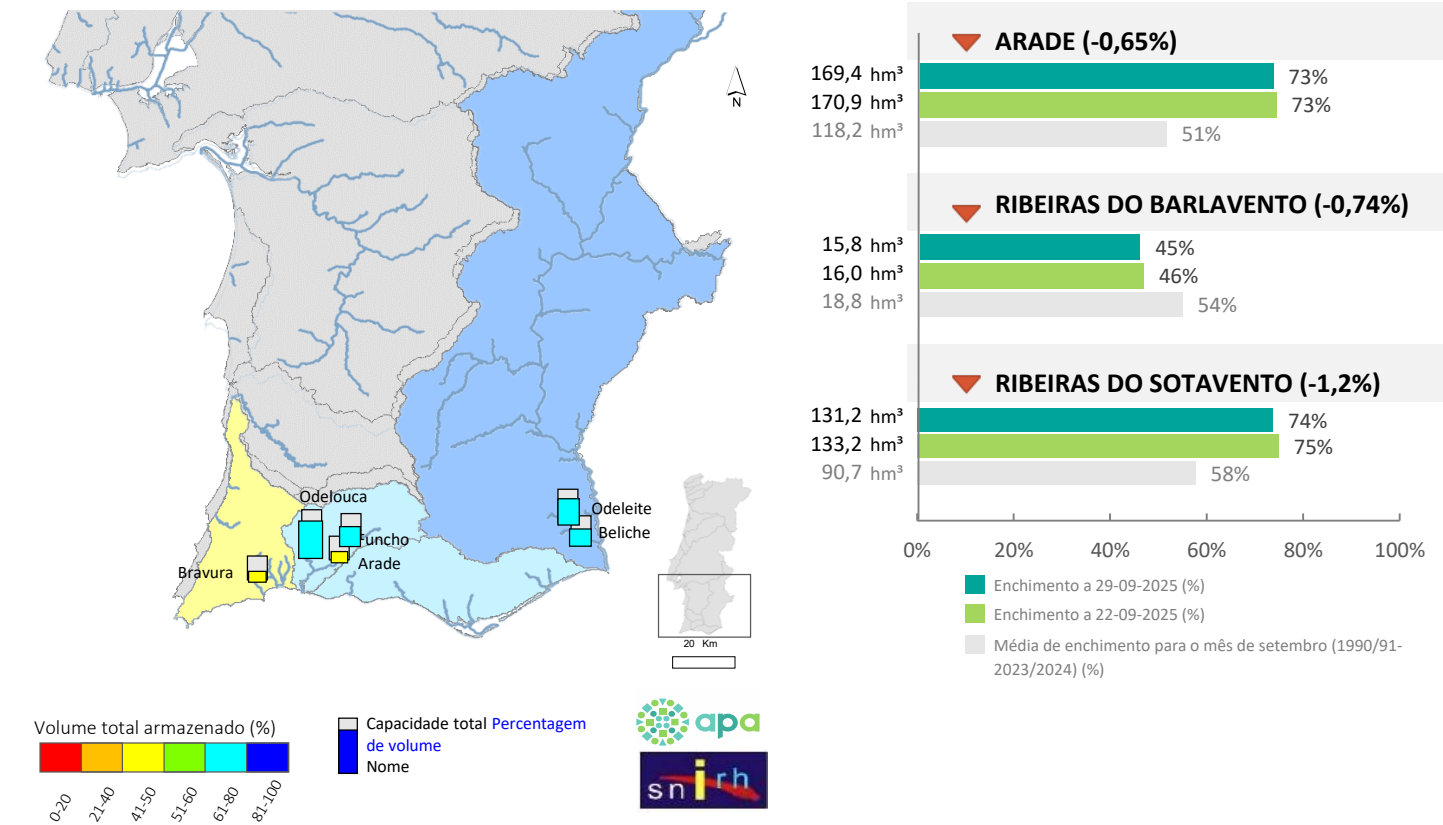 N
Odelouca
Funcho
Arade
Bravura
Odeleite
Beliche
20 Km
ARADE (-0,65%)
169,4 hm³ 73%
170,9 hm³ 73%
118,2 hm³ 51%
RIBEIRAS DO BARLAVENTO (-0,74%)
15,8 hm³ 45%
16,0 hm³ 46%
18,8 hm³ 54%
RIBEIRAS DO SOTAVENTO (-1,2%)
131,2 hm³ 74%
133,2 hm³ 75%
90,7 hm³ 58%
0% 20% 40% 60% 80% 100%
Enchimento a 29-09-2025 (%)
Enchimento a 22-09-2025 (%)
Média de enchimento para o mês de setembro (1990/91-
2023/2024) (%)
Volume total armazenado (%)
0-20 21-40 41-50 51-60 61-80 81-100
Capacidade total Percentagem
de volume
Nome
apa
snirh